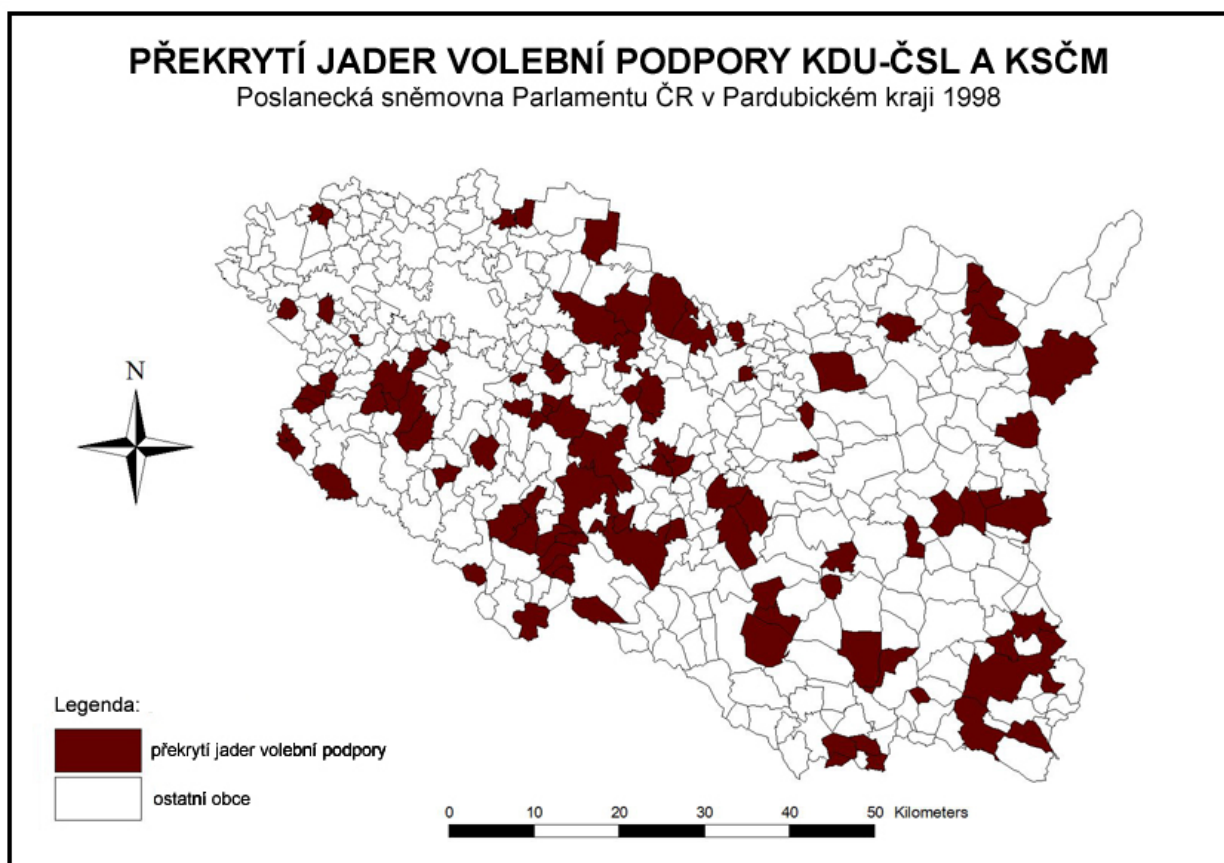 PŘEKRYTÍ JADER VOLEBNÍ PODPORY KDU-ČSL A KSČM
Poslanecká sněmovna Parlamentu ČR v Pardubickém kraji 1998
N
Legenda:
překrytí jader volební podpory
ostatní obce
0 10 20 30 40 50 Kilometers